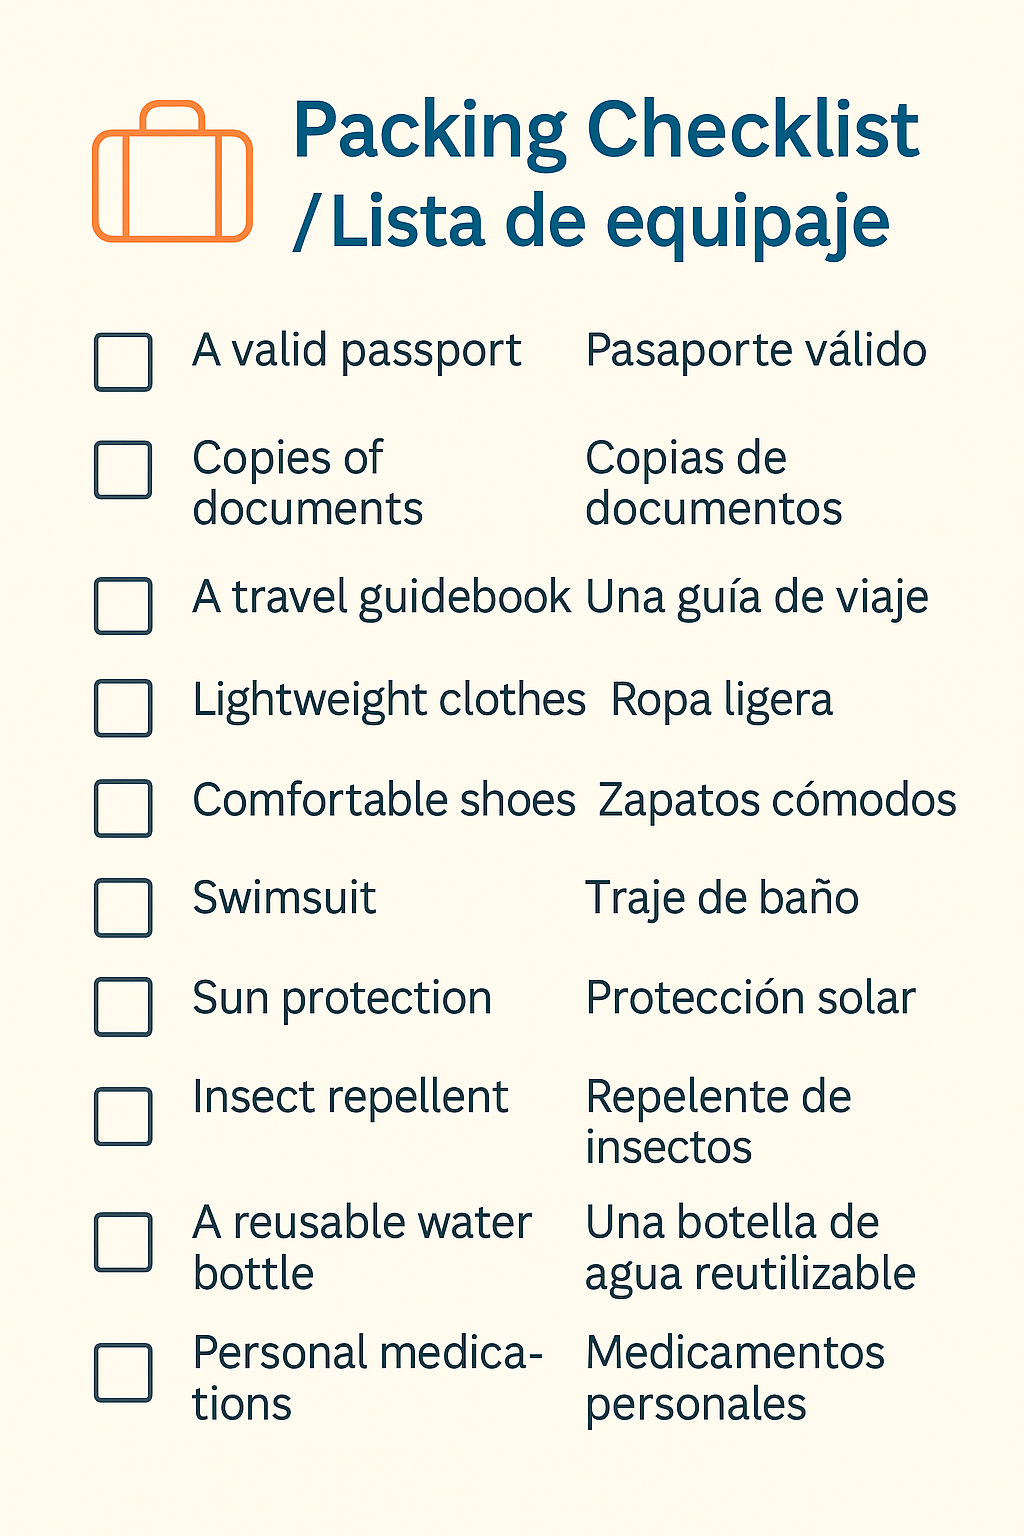 Packing Checklist
/Lista de equipaje
A valid passport Pasaporte válido
Copies of Copias de
documents documentos
A travel guidebook Una guía de viaje
Lightweight clothes Ropa ligera
Comfortable shoes Zapatos cómodos
Swimsuit Traje de baño
Sun protection Protección solar
Insect repellent Repelente de
insectos
A reusable water Una botella de
bottle agua reutilizable
Personal medica- Medicamentos
tions personales